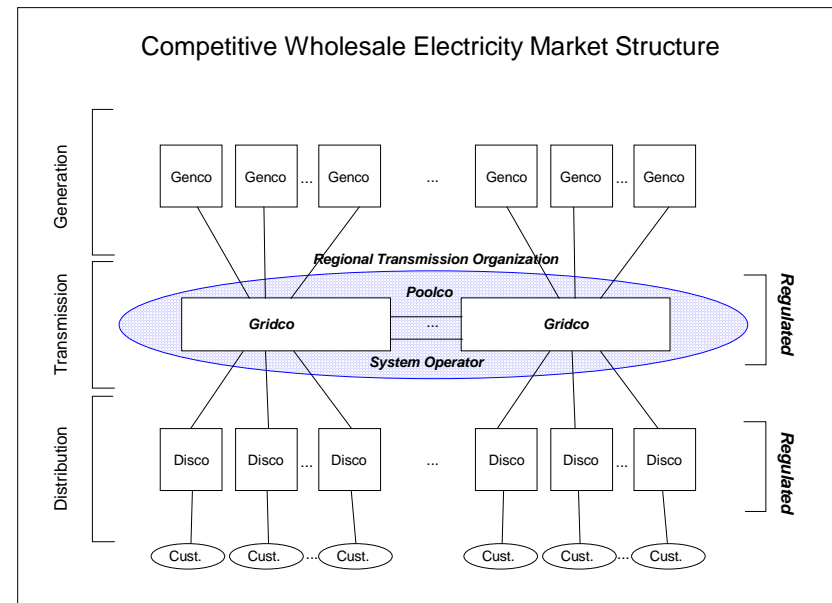 Competitive Wholesale Electricity Market Structure
Generation
Genco Genco ... Genco ... Genco Genco ... Genco
Regional Transmission Organization
Transmission
Poolco
Gridco ... Gridco
System Operator
Regulated
Distribution
Disco Disco ... Disco ... Disco Disco ... Disco
Regulated
Cust. Cust. ... Cust. Cust. Cust. ... Cust.